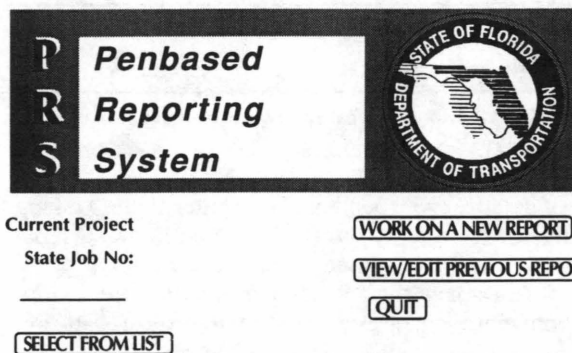 P Penbased
R Reporting
S System
STATE OF FLORIDA
DEPARTMENT OF TRANSPORTATION
Current Project
State Job No:
SELECT FROM LIST
WORK ON A NEW REPORT
VIEW/EDIT PREVIOUS REPO
QUIT